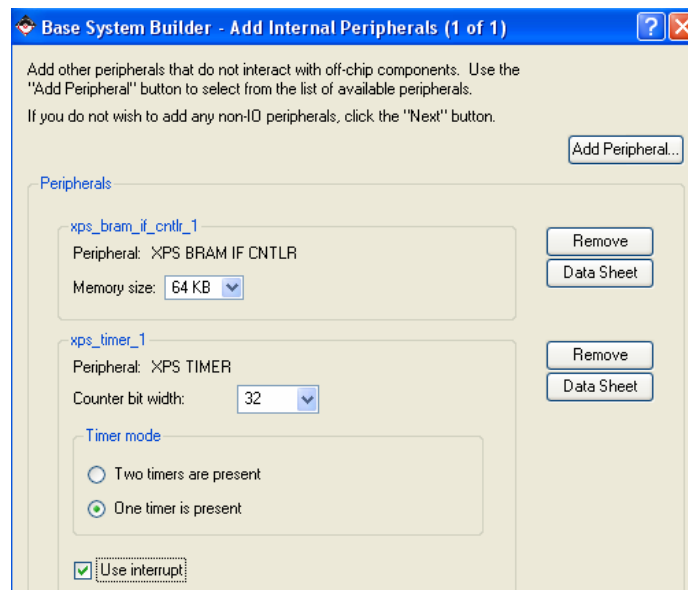 Base System Builder - Add Internal Peripherals (1 of 1)
Add other peripherals that do not interact with off-chip components. Use the
"Add Peripheral" button to select from the list of available peripherals.
If you do not wish to add any non-IO peripherals, click the "Next" button.
Add Peripheral...
Peripherals
xps_bram_if_cntlr_1
Peripheral: XPS BRAM IF CNTLR
Memory size: 64 KB
Remove
Data Sheet
xps_timer_1
Peripheral: XPS TIMER
Counter bit width: 32
Remove
Data Sheet
Timer mode
Two timers are present
One timer is present
Use interrupt